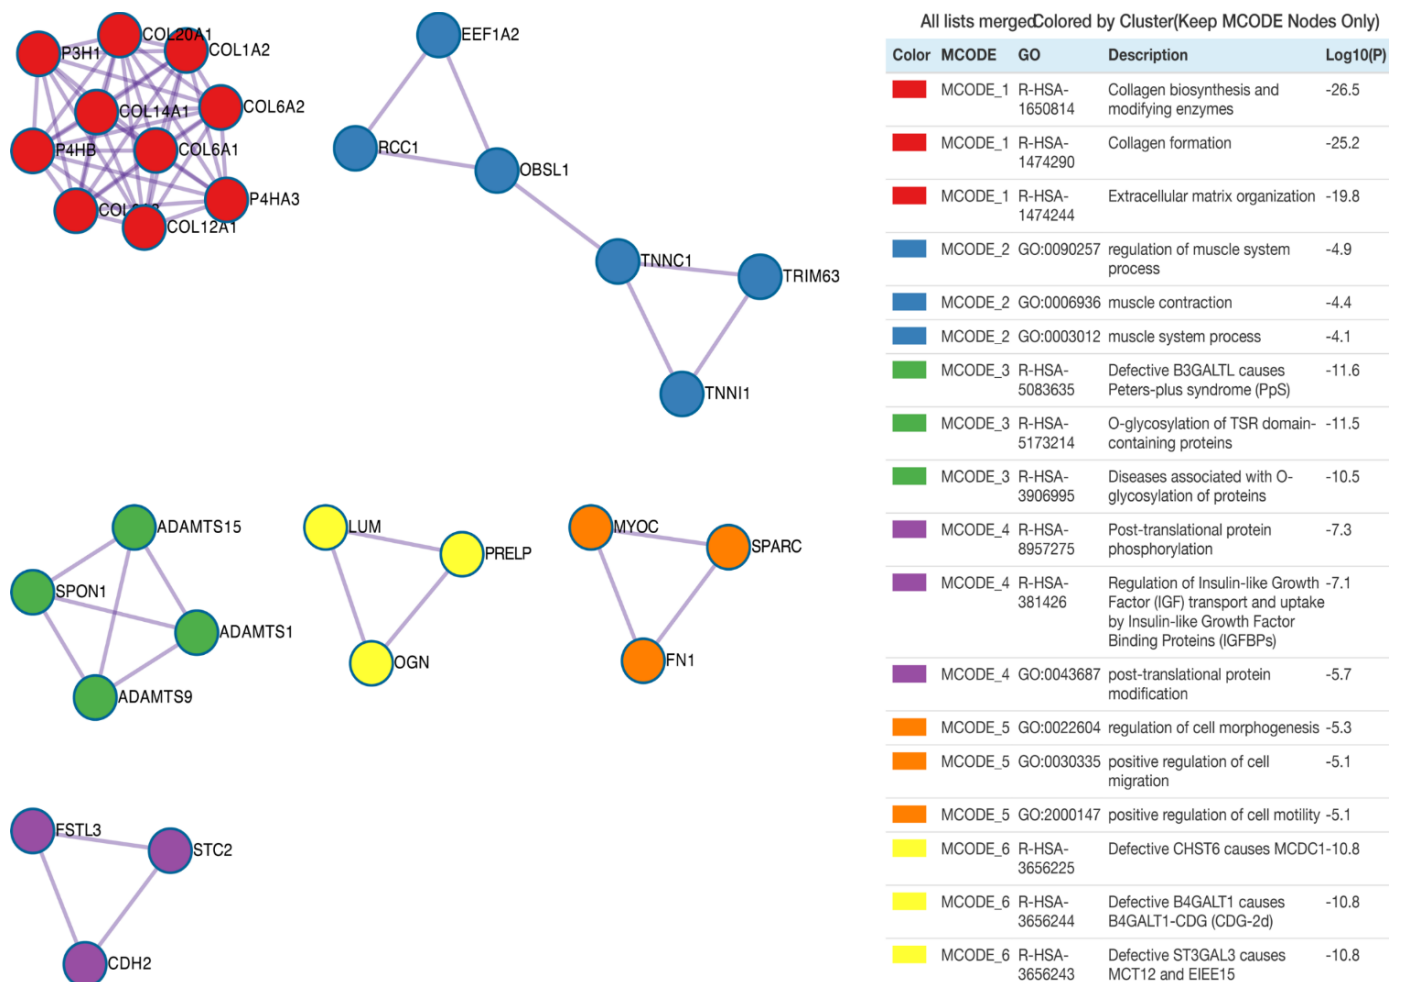 COL20A1
P3H1
COL1A2
COL14A1
COL6A2
P4HB
COL6A1
P4HA3
COL12A1
EEF1A2
RCC1
OBSL1
TNNC1
TRIM63
TNNI1
ADAMTS15
SPON1
ADAMTS1
ADAMTS9
LUM
PRELP
OGN
MYOC
SPARC
FN1
FSTL3
STC2
CDH2
All lists merged Colored by Cluster(Keep MCODE Nodes Only)
Color MCODE GO Description Log10(P)
MCODE_1 R-HSA- Collagen biosynthesis and -26.5
1650814 modifying enzymes
MCODE_1 R-HSA- Collagen formation -25.2
1474290
MCODE_1 R-HSA- Extracellular matrix organization -19.8
1474244
MCODE_2 GO:0090257 regulation of muscle system -4.9
process
MCODE_2 GO:0006936 muscle contraction -4.4
MCODE_2 GO:0003012 muscle system process -4.1
MCODE_3 R-HSA- Defective B3GALTL causes -11.6
5083635 Peters-plus syndrome (PpS)
MCODE_3 R-HSA- O-glycosylation of TSR domain- -11.5
5173214 containing proteins
MCODE_3 R-HSA- Diseases associated with O- -10.5
3906995 glycosylation of proteins
MCODE_4 R-HSA- Post-translational protein -7.3
8957275 phosphorylation
MCODE_4 R-HSA- Regulation of Insulin-like Growth -7.1
381426 Factor (IGF) transport and uptake
by Insulin-like Growth Factor
Binding Proteins (IGFBPs)
MCODE_4 GO:0043687 post-translational protein -5.7
modification
MCODE_5 GO:0022604 regulation of cell morphogenesis -5.3
MCODE_5 GO:0030335 positive regulation of cell -5.1
migration
MCODE_5 GO:2000147 positive regulation of cell motility -5.1
MCODE_6 R-HSA- Defective CHST6 causes MCDC1 -10.8
3656225
MCODE_6 R-HSA- Defective B4GALT1 causes -10.8
3656244 B4GALT1-CDG (CDG-2d)
MCODE_6 R-HSA- Defective ST3GAL3 causes -10.8
3656243 MCT12 and EIEE15